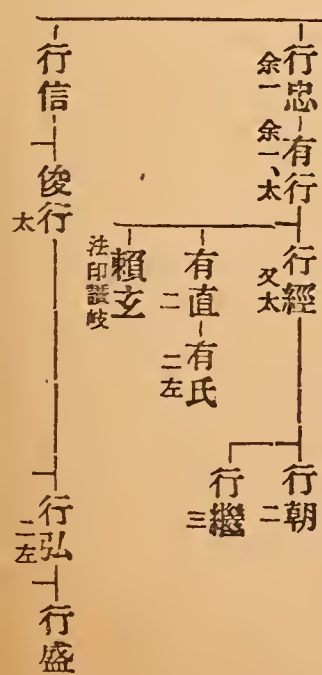 行忠 余一
有行 余一、太
行經 又太
行朝 二
行繼 三
有直 二
有氏 二左
賴玄 法印讚岐
行信
俊行 太
行弘 二左
行盛